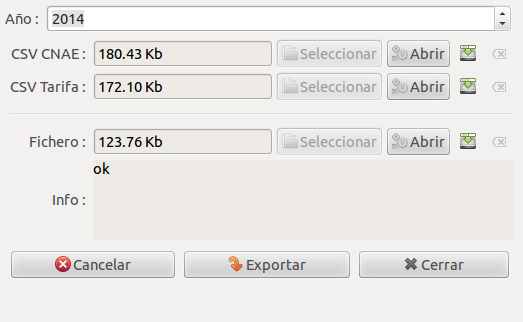 Año : 2014
CSV CNAE : 180.43 Kb Seleccionar Abrir
CSV Tarifa : 172.10 Kb Seleccionar Abrir
Fichero : 123.76 Kb Seleccionar Abrir
ok
Info :
Cancelar Exportar Cerrar